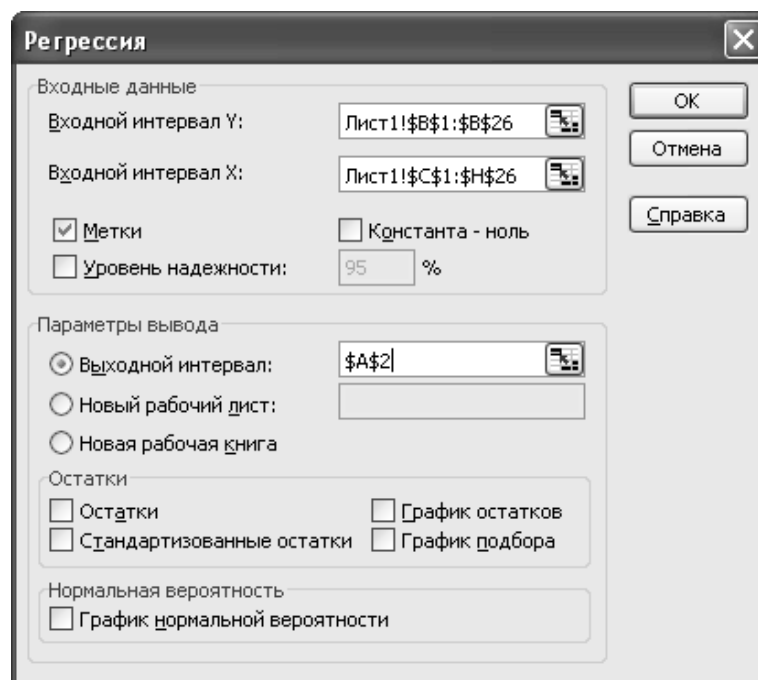 Регрессия
Входные данные
Входной интервал Y: Лист1!$B$1:$B$26
Входной интервал X: Лист1!$C$1:$H$26
Метки Константа - ноль
Уровень надежности: 95 %
OK
Отмена
Справка
Параметры вывода
Выходной интервал: $A$2
Новый рабочий лист:
Новая рабочая книга
Остатки
Остатки График остатков
Стандартизованные остатки График подбора
Нормальная вероятность
График нормальной вероятности